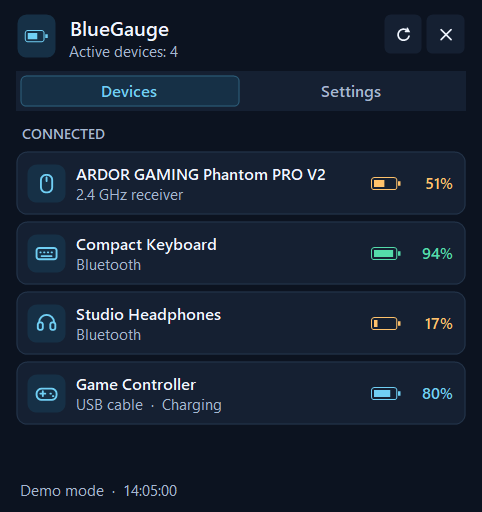 BlueGauge
Active devices: 4
Devices
Settings
CONNECTED
ARDOR GAMING Phantom PRO V2
2.4 GHz receiver
51%
Compact Keyboard
Bluetooth
94%
Studio Headphones
Bluetooth
17%
Game Controller
USB cable · Charging
80%
Demo mode · 14:05:00